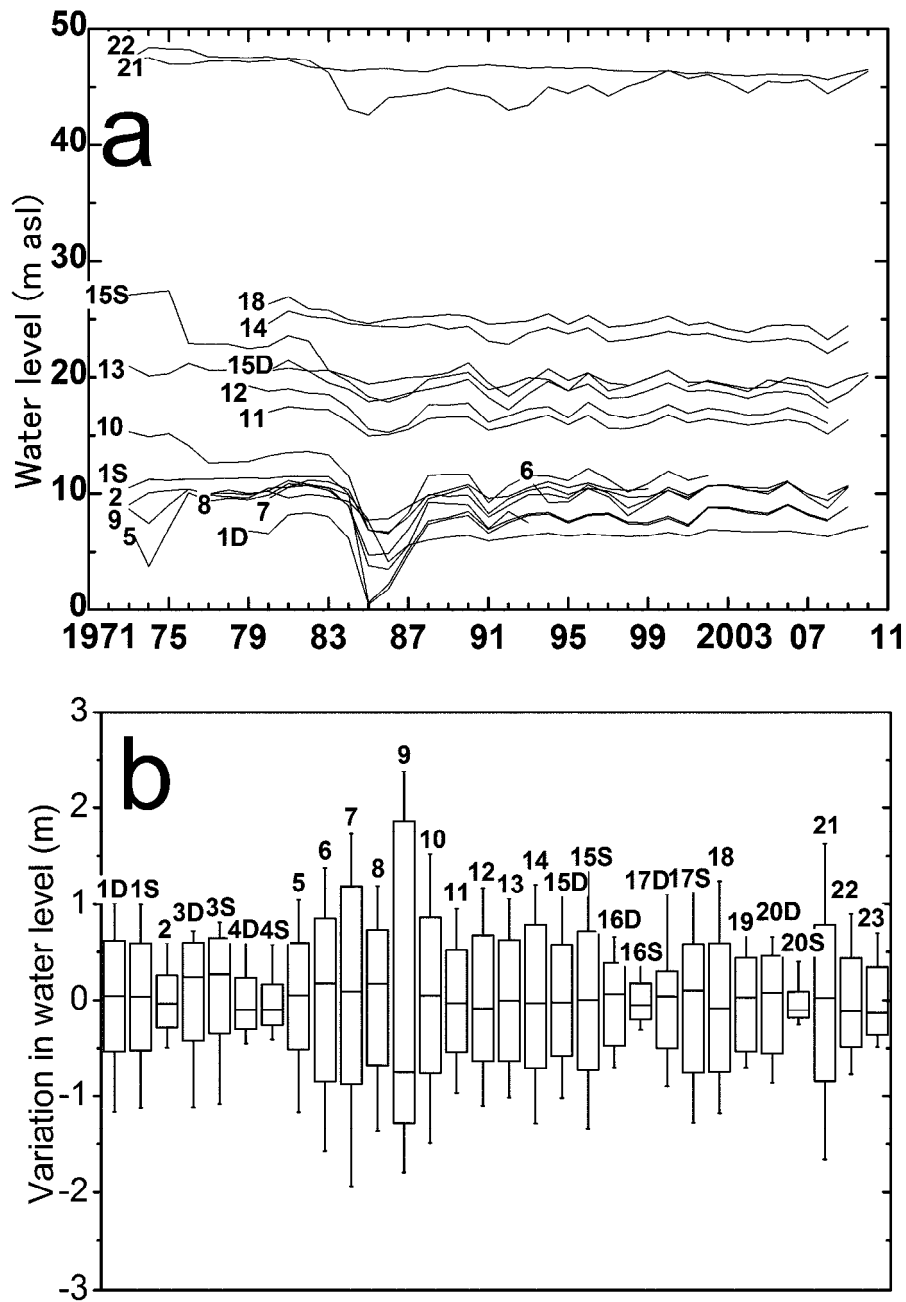 50
22
21
a
40
Water level (m asl)
30
15S
18
14
13
15D
20
12
11
10
6
1S
10
2
8
9
7
5
1D
0
1971 75 79 83 87 91 95 99 2003 07 11
3
b
9
2
7
21
6
10
15S
8
12
14
18
5
11
13
15D
17D 17S
22
1D 1S
3D 3S
16D
19 20D
23
1
2
4D 4S
16S
20S
Variation in water level (m)
0
-1
-2
-3